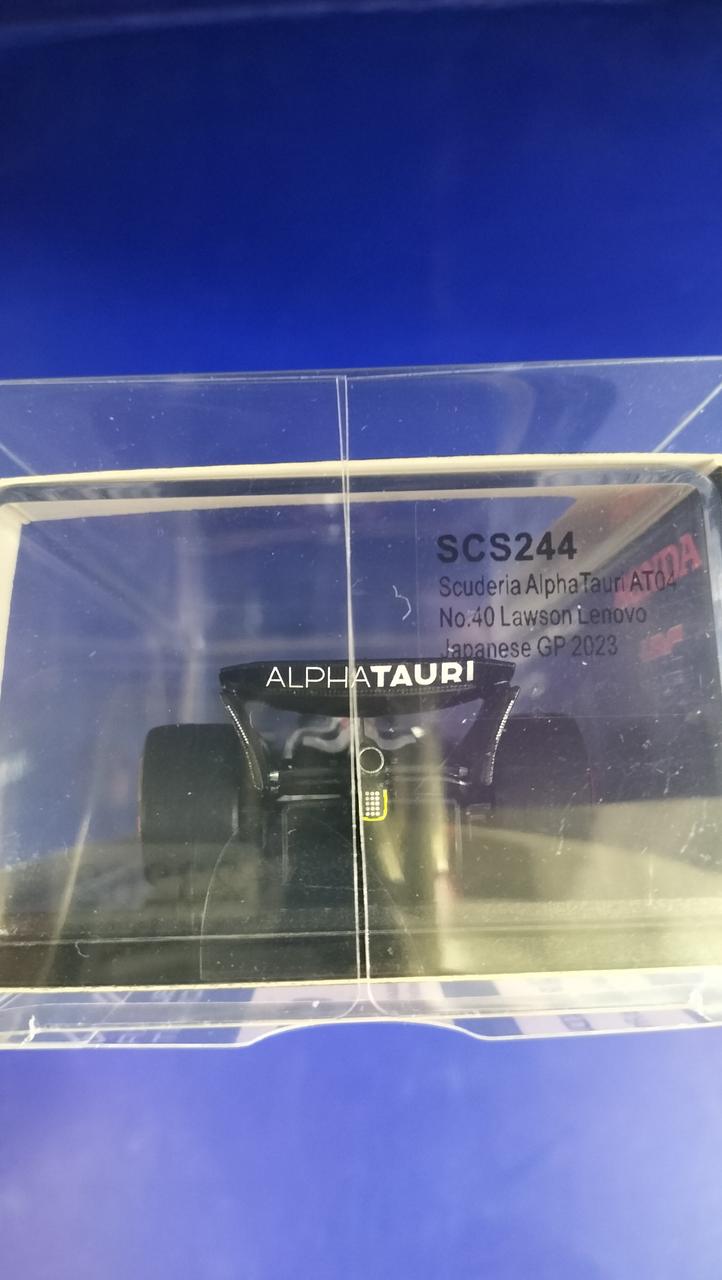 SCS244
Scuderia AlphaTauri AT04
No.40 Lawson Lenovo
Japanese GP 2023
ALPHATAURI